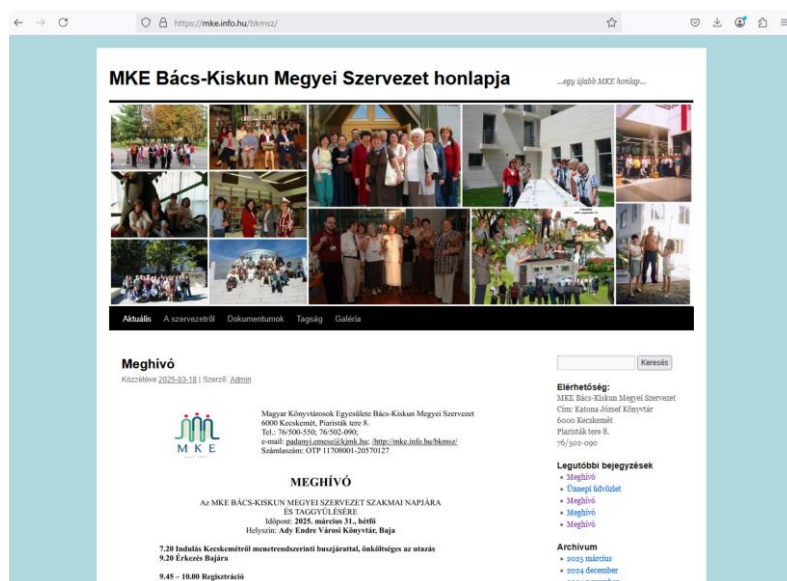 https://mke.info.hu/bkmsz/
MKE Bács-Kiskun Megyei Szervezet honlapja
...egy újabb MKE honlap...
Aktuális A szervezetről Dokumentumok Tagság Galéria
Meghívó
Közzétéve 2025-03-18 | Szerző: Admin
MKE
Magyar Könyvtárosok Egyesülete Bács-Kiskun Megyei Szervezet
6000 Kecskemét, Piaristák tere 8.
Tel.: 76/500-550; 76/502-090;
e-mail: padanyi.emese@kjmk.hu; /http://mke.info.hu/bkmsz/
Számlaszám: OTP 11708001-20570127
MEGHÍVÓ
Az MKE BÁCS-KISKUN MEGYEI SZERVEZET SZAKMAI NAPJÁRA
ÉS TAGGYŰLÉSÉRE
Időpont: 2025. március 31., hétfő
Helyszín: Ady Endre Városi Könyvtár, Baja
7.20 Indulás Kecskemétről menetrendszerinti buszjárattal, önköltséges az utazás
9.20 Érkezés Bajára
9.45 – 10.00 Regisztráció
Keresés
Elérhetőség:
MKE Bács-Kiskun Megyei Szervezet
Cím: Katona József Könyvtár
6000 Kecskemét
Piaristák tere 8.
76/502-090
Legutóbbi bejegyzések
Meghívó
Ünnepi üdvözlet
Meghívó
Meghívó
Meghívó
Archívum
2025 március
2024 december